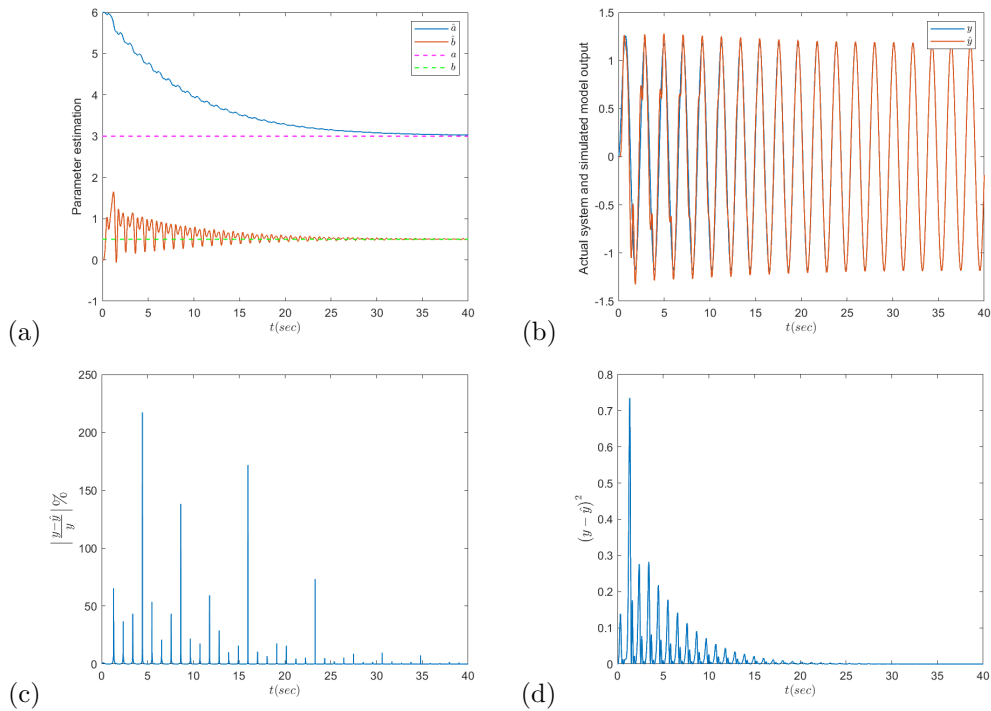 6
5
4
3
2
1
0
-1
0 5 10 15 20 25 30 35 40
t(sec)
Parameter estimation
â
b̂
a
b
(a)
1.5
1
0.5
0
-0.5
-1
-1.5
0 5 10 15 20 25 30 35 40
t(sec)
Actual system and simulated model output
y
ŷ
(b)
250
200
150
100
50
0
0 5 10 15 20 25 30 35 40
t(sec)
|y−ŷ/y|%
(c)
0.8
0.7
0.6
0.5
0.4
0.3
0.2
0.1
0
0 5 10 15 20 25 30 35 40
t(sec)
(y − ŷ)²
(d)